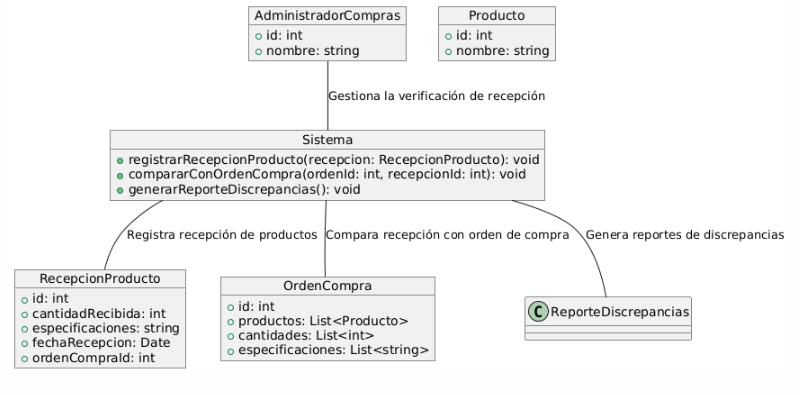 AdministradorCompras
id: int
nombre: string
Producto
id: int
nombre: string
Gestiona la verificación de recepción
Sistema
registrarRecepcionProducto(recepcion: RecepcionProducto): void
compararConOrdenCompra(ordenId: int, recepcionId: int): void
generarReporteDiscrepancias(): void
Registra recepción de productos
Compara recepción con orden de compra
Genera reportes de discrepancias
RecepcionProducto
id: int
cantidadRecibida: int
especificaciones: string
fechaRecepcion: Date
ordenCompraId: int
OrdenCompra
id: int
productos: List<Producto>
cantidades: List<int>
especificaciones: List<string>
C ReporteDiscrepancias